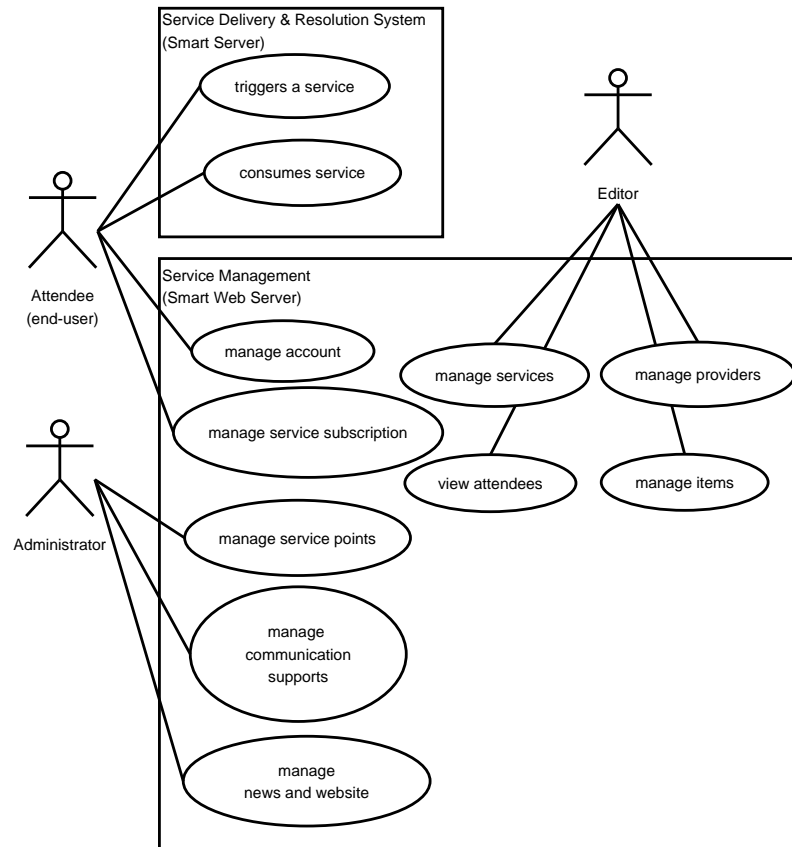 Service Delivery & Resolution System
(Smart Server)
triggers a service
consumes service
Editor
Attendee
(end-user)
Service Management
(Smart Web Server)
manage account
manage services
manage providers
manage service subscription
view attendees
manage items
Administrator
manage service points
manage
communication
supports
manage
news and website